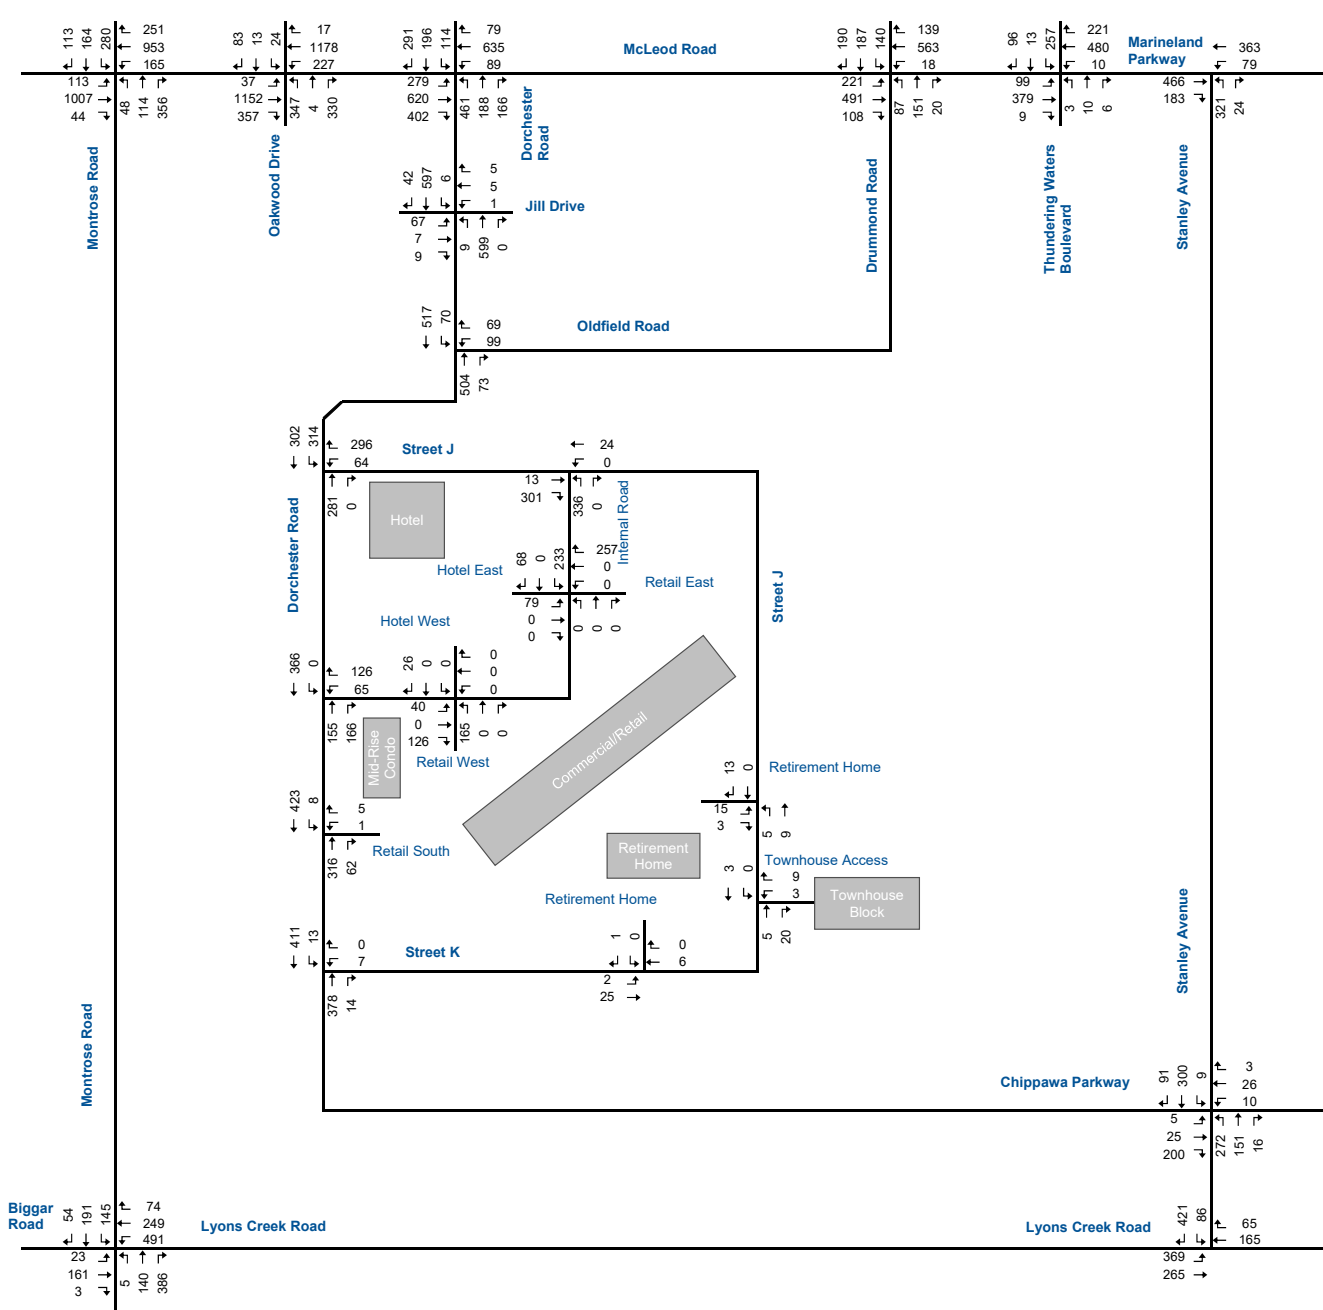 113 164 280 251
953
165
113
1007
44
48 114 356
83 13 24 17
1178
227
37
1152
357
347 4 330
291 196 114 79
635
89
279
620
402
461 188 166
McLeod Road
190 187 140 139
563
18
221
491
108
87 151 20
96 13 257 221
480
10
99
379
9
3 10 6
Marineland
Parkway
363
79
466
183
321 24
Montrose Road
Oakwood Drive
Dorchester
Road
Drummond Road
Thundering Waters
Boulevard
Stanley Avenue
42 597 6 5
5
1
67
7
9
9 599 0
Jill Drive
517 70 69
99
504 73
Oldfield Road
302 314 296
64
281 0
Street J
24
0
13
301
336 0
Internal Road
Hotel
Dorchester Road
Hotel East
68 0 233 257
0
0
79
0
0
0 0 0
Retail East
Street J
Hotel West
366 0 126
65
155 166
26 0 0 0
0
0
40
0
126
165 0 0
Retail West
Mid-Rise
Condo
Commercial/Retail
423 8 5
1
316 62
Retail South
13 0
Retirement Home
15
3
5 9
Retirement
Home
Townhouse Access
3 0 9
3
5 20
Townhouse
Block
Retirement Home
1 0 0
6
2
25
411 13 0
7
378 14
Street K
Stanley Avenue
Montrose Road
Chippawa Parkway
91 300 9 3
26
10
5
25
200
272 151 16
Biggar
Road
54 191 145 74
249
491
23
161
3
5 140 386
Lyons Creek Road
Lyons Creek Road
421 86 65
165
369
265